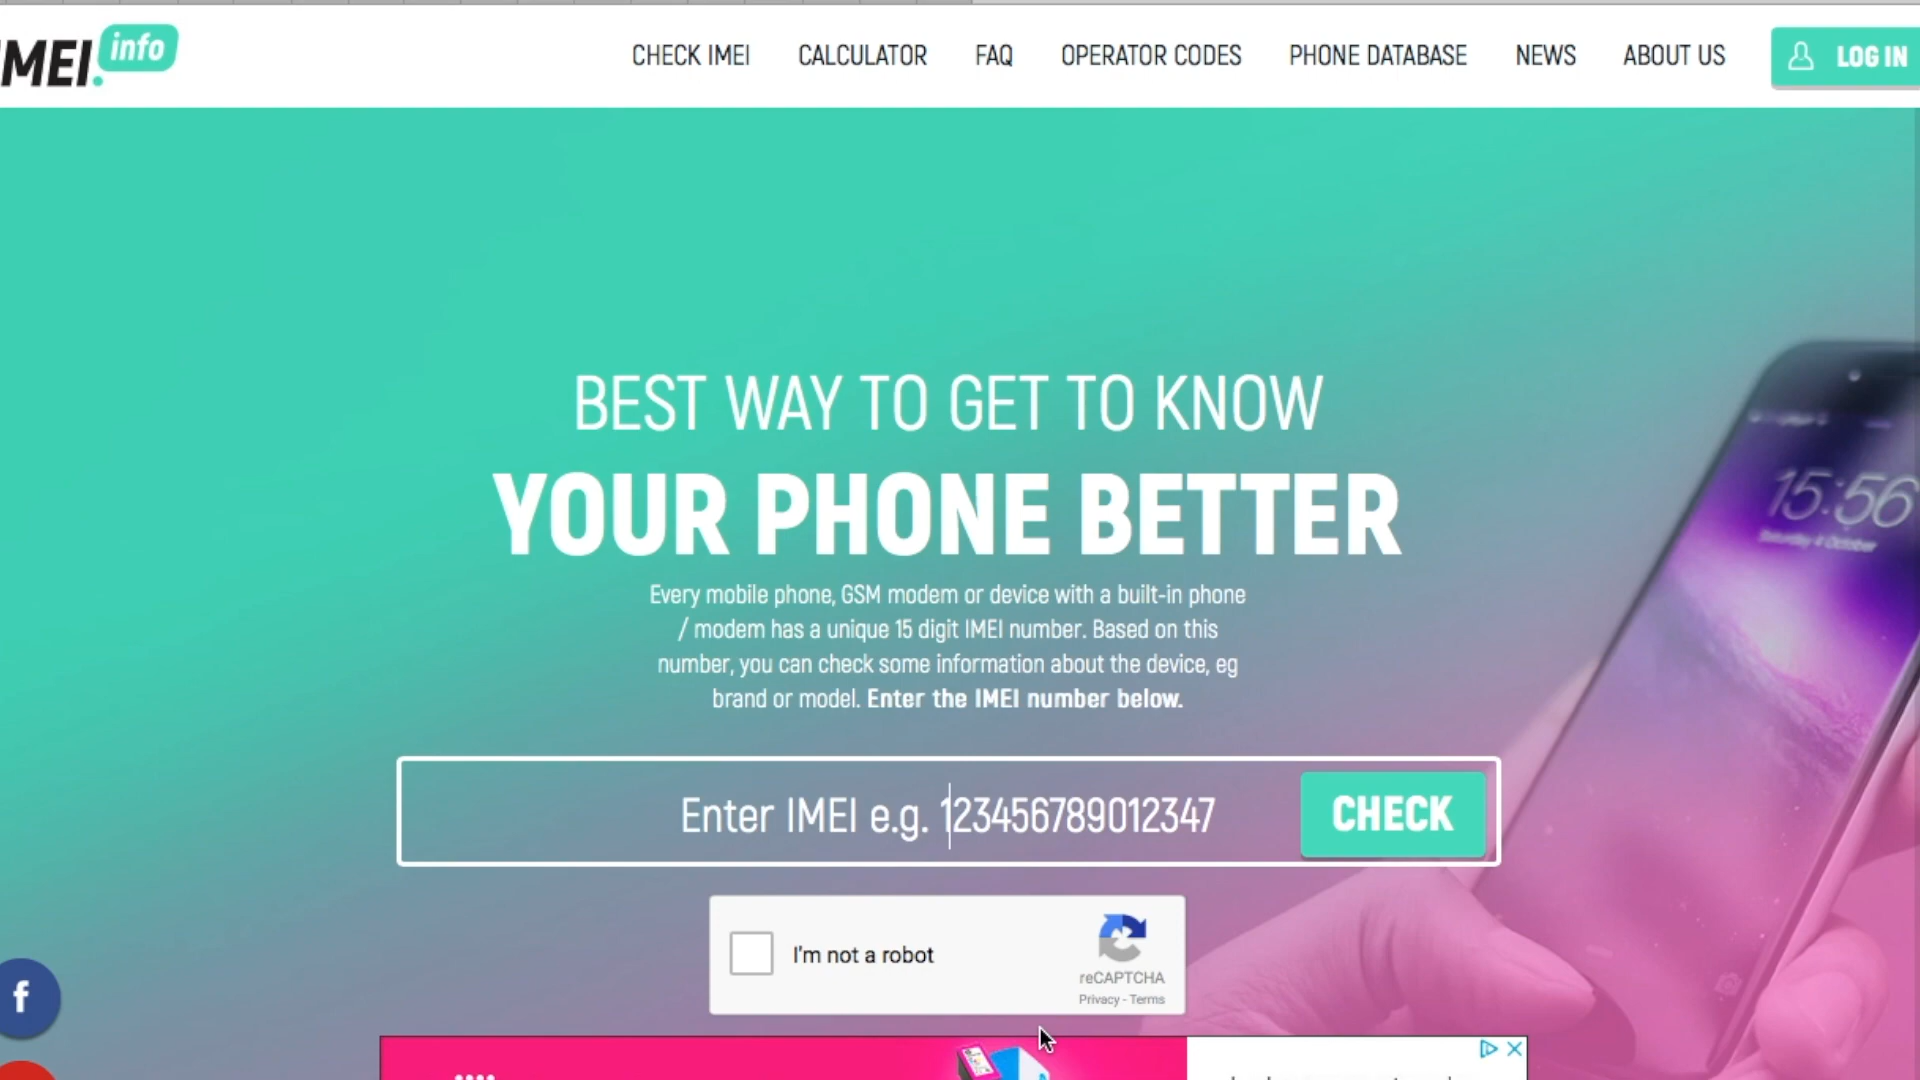 IMEI.info
CHECK IMEI
CALCULATOR
FAQ
OPERATOR CODES
PHONE DATABASE
NEWS
ABOUT US
LOG IN
BEST WAY TO GET TO KNOW
YOUR PHONE BETTER
15:56
Saturday 4 October
Every mobile phone, GSM modem or device with a built-in phone
/ modem has a unique 15 digit IMEI number. Based on this
number, you can check some information about the device, eg
brand or model. Enter the IMEI number below.
Enter IMEI e.g. 123456789012347
CHECK
I'm not a robot
reCAPTCHA
Privacy - Terms
f